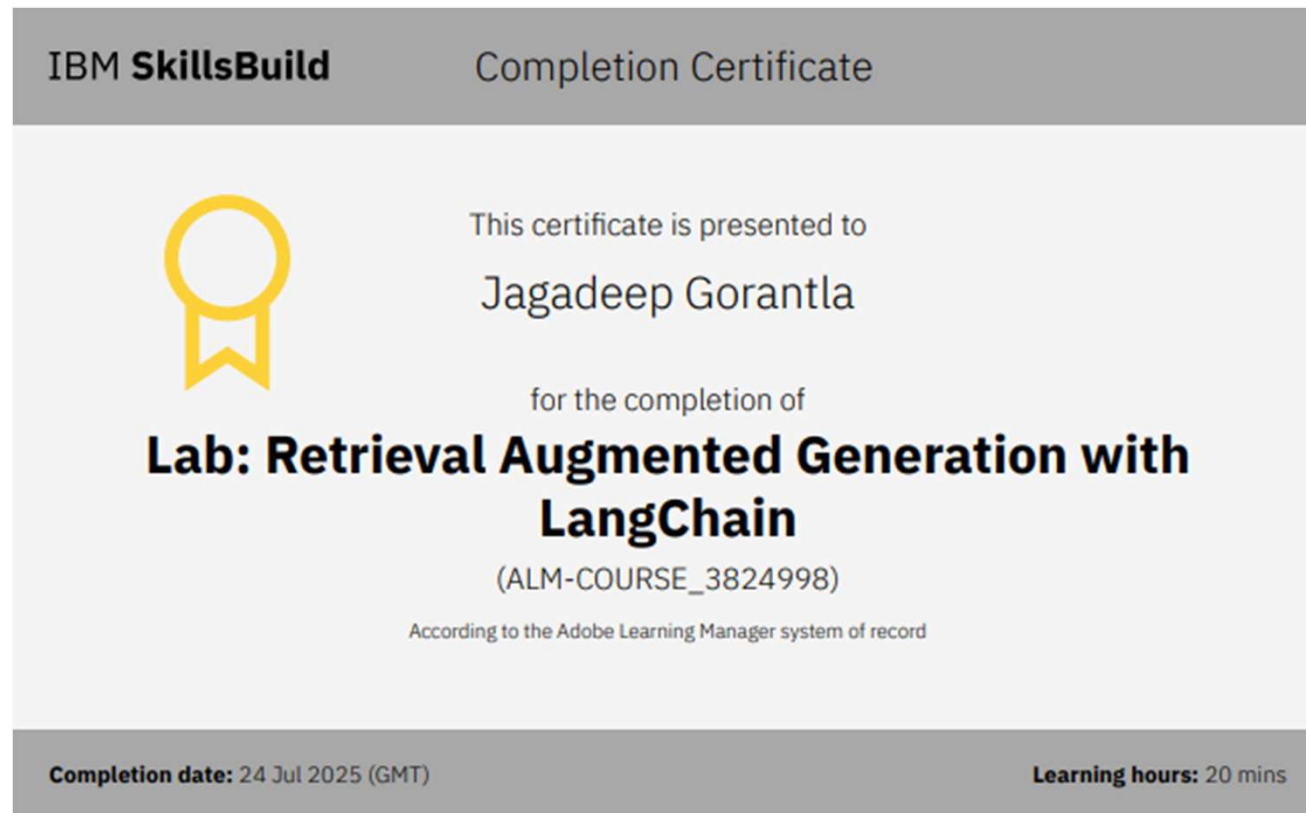 IBM SkillsBuild
Completion Certificate
This certificate is presented to
Jagadeep Gorantla
for the completion of
Lab: Retrieval Augmented Generation with
LangChain
(ALM-COURSE_3824998)
According to the Adobe Learning Manager system of record
Completion date: 24 Jul 2025 (GMT)
Learning hours: 20 mins